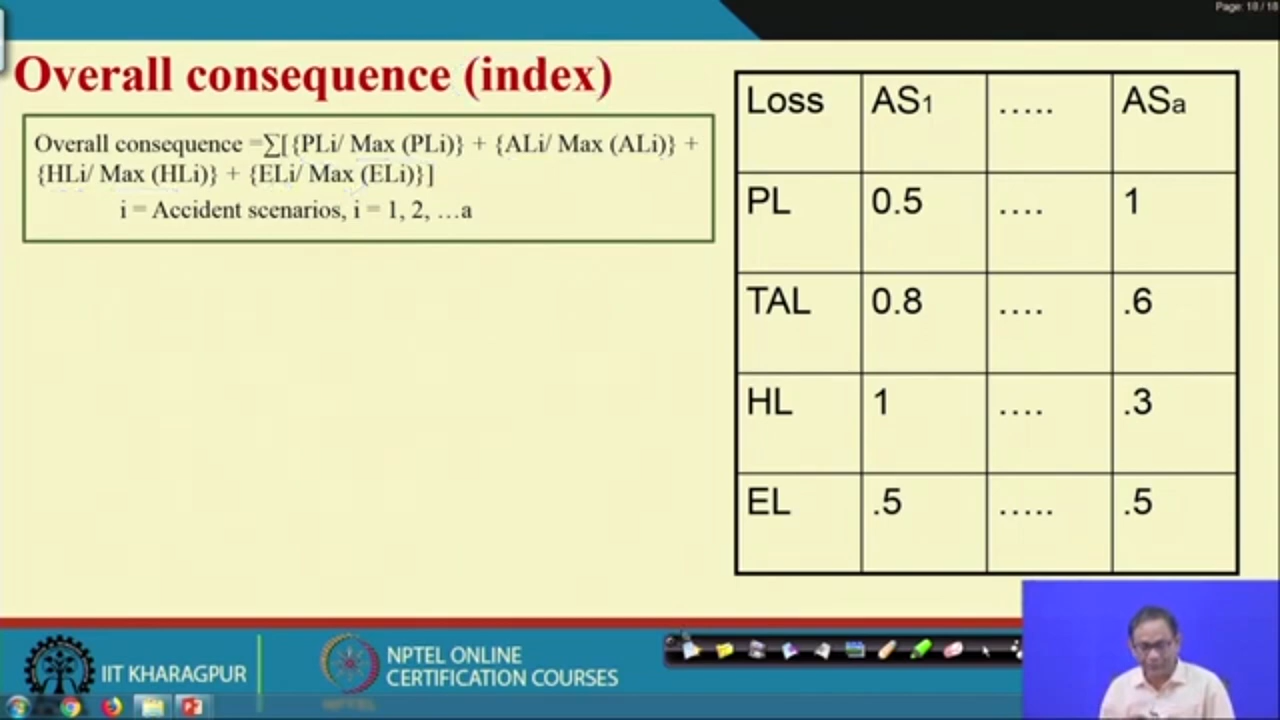 Page: 18 / 18
Overall consequence (index)
Overall consequence =∑[{PLi/ Max (PLi)} + {ALi/ Max (ALi)} +
{HLi/ Max (HLi)} + {ELi/ Max (ELi)}]
i = Accident scenarios, i = 1, 2, …a
Loss AS1 ….. ASa
PL 0.5 …. 1
TAL 0.8 …. .6
HL 1 …. .3
EL .5 ….. .5
IIT KHARAGPUR
NPTEL ONLINE
CERTIFICATION COURSES